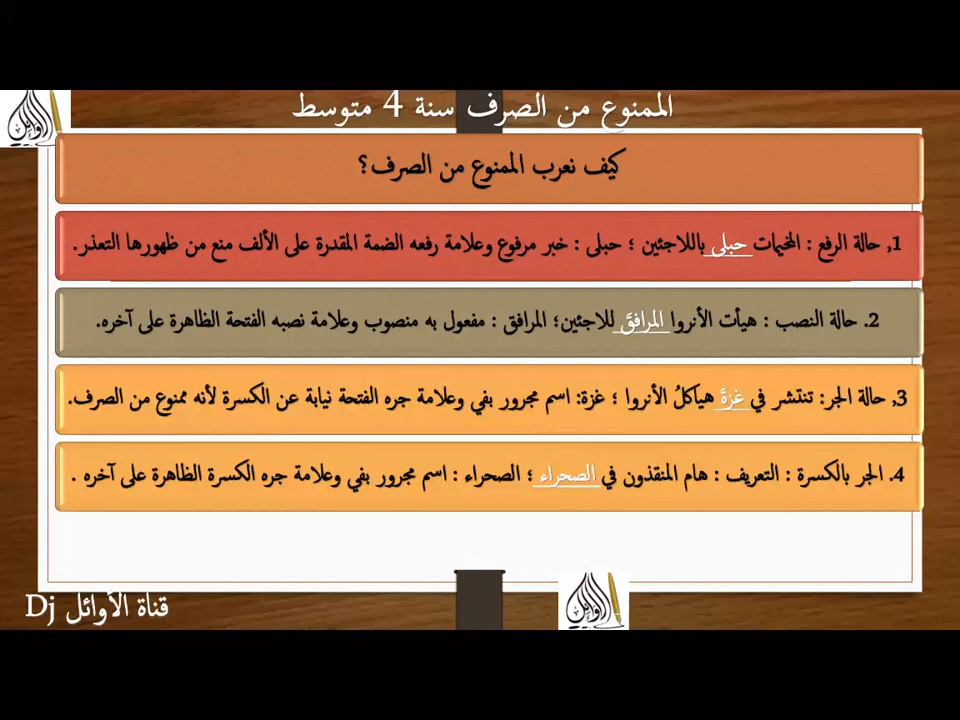 الممنوع من الصرف سنة 4 متوسط
كيف نعرب الممنوع من الصرف؟
1, حالة الرفع : المخيمات حبلى باللاجئين ؛ حبلى : خبر مرفوع وعلامة رفعه الضمة المقدرة على الألف منع من ظهورها التعذر.
2. حالة النصب : هيأت الأنروا المرافقَ للاجئين؛ المرافق : مفعول به منصوب وعلامة نصبه الفتحة الظاهرة على آخره.
3, حالة الجر: تنتشر في غزةَ هياكلُ الأنروا ؛ غزة: اسم مجرور بفي وعلامة جره الفتحة نيابة عن الكسرة لأنه ممنوع من الصرف.
4. الجر بالكسرة : التعريف : هام المنقذون في الصحراء ؛ الصحراء : اسم مجرور بفي وعلامة جره الكسرة الظاهرة على آخره .
قناة الأوائل Dj
الأوائل
الأوائل